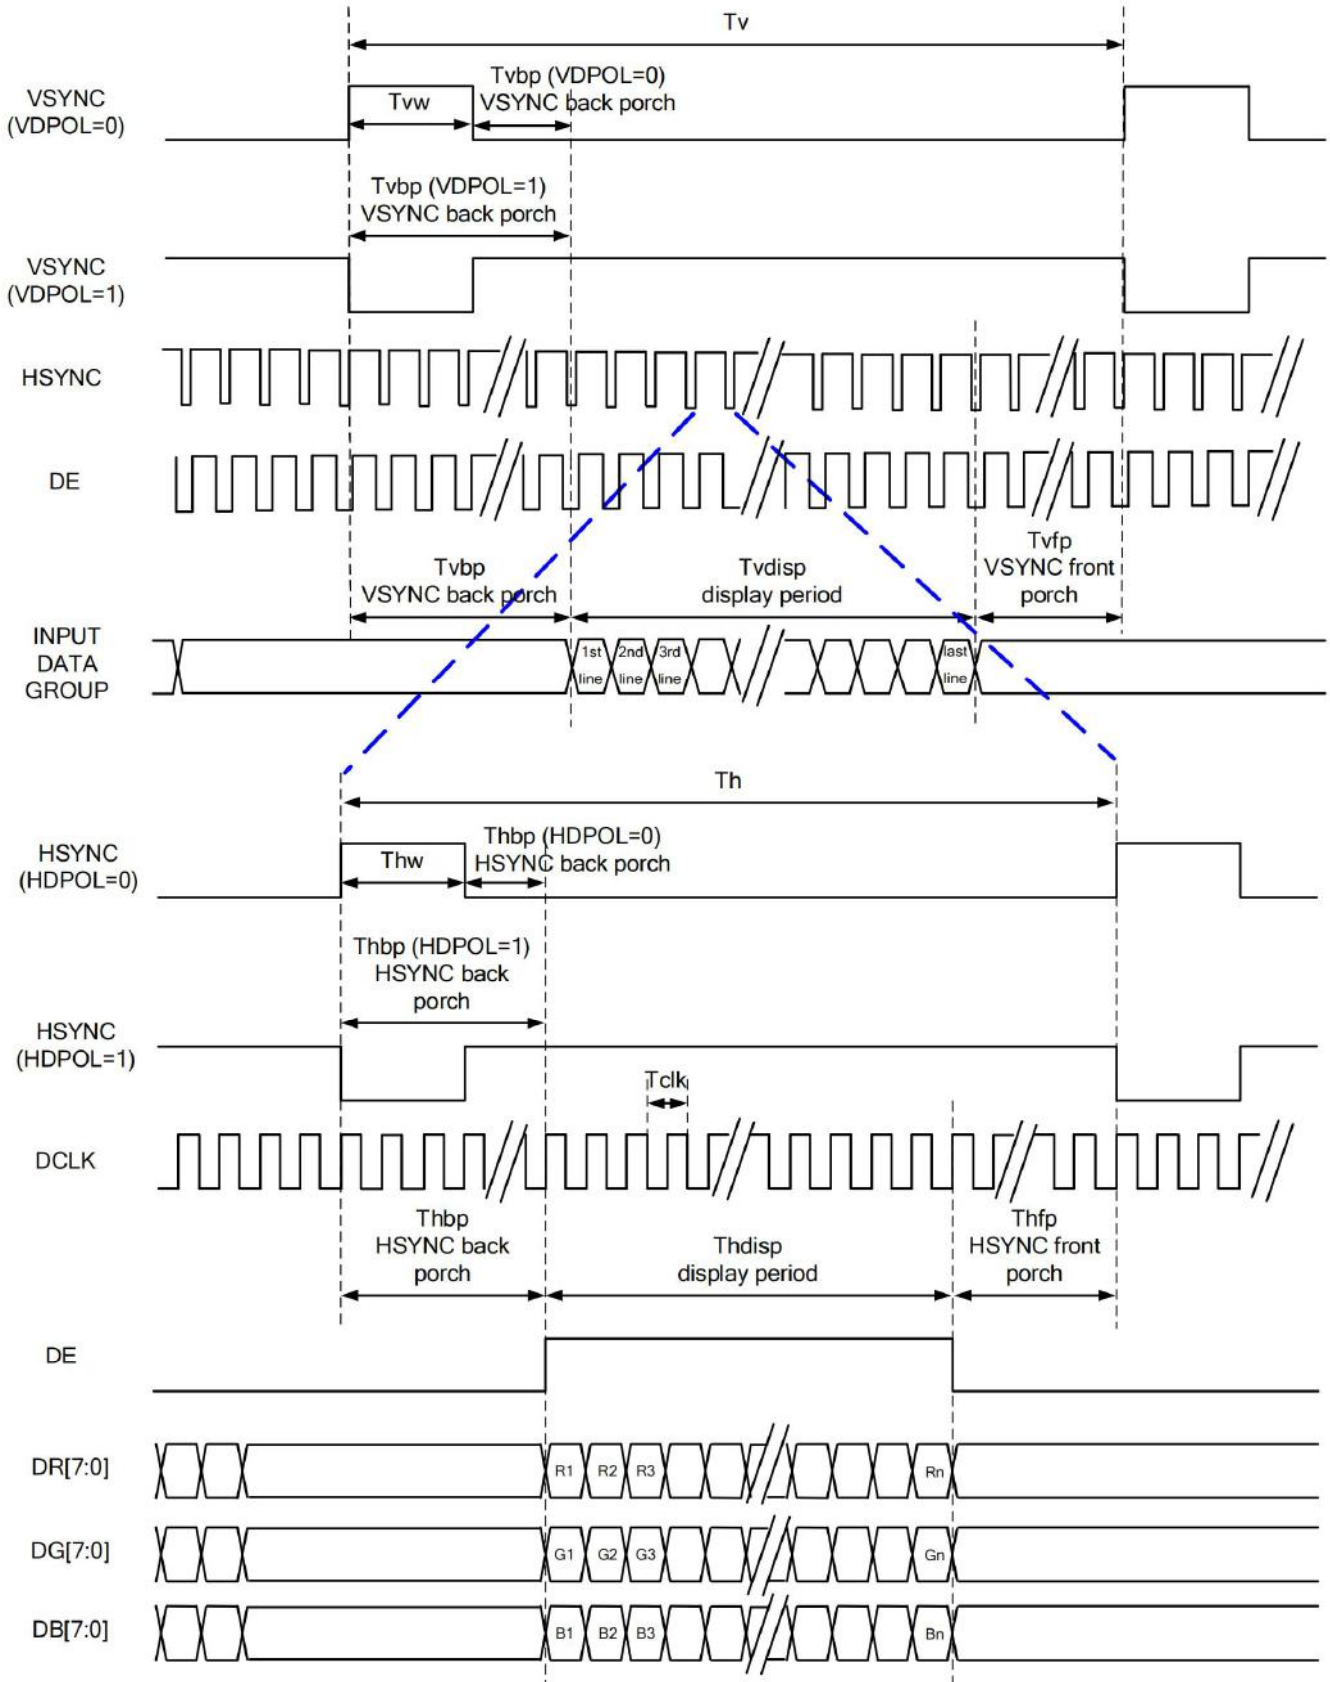 Tv
VSYNC
(VDPOL=0)
Tvw
Tvbp (VDPOL=0)
VSYNC back porch
Tvbp (VDPOL=1)
VSYNC back porch
VSYNC
(VDPOL=1)
HSYNC
DE
Tvbp
VSYNC back porch
Tvdisp
display period
Tvfp
VSYNC front
porch
INPUT
DATA
GROUP
1st
line
2nd
line
3rd
line
last
line
Th
HSYNC
(HDPOL=0)
Thw
Thbp (HDPOL=0)
HSYNC back porch
Thbp (HDPOL=1)
HSYNC back
porch
HSYNC
(HDPOL=1)
Tclk
DCLK
Thbp
HSYNC back
porch
Thdisp
display period
Thfp
HSYNC front
porch
DE
DR[7:0]
R1 R2 R3 Rn
DG[7:0]
G1 G2 G3 Gn
DB[7:0]
B1 B2 B3 Bn